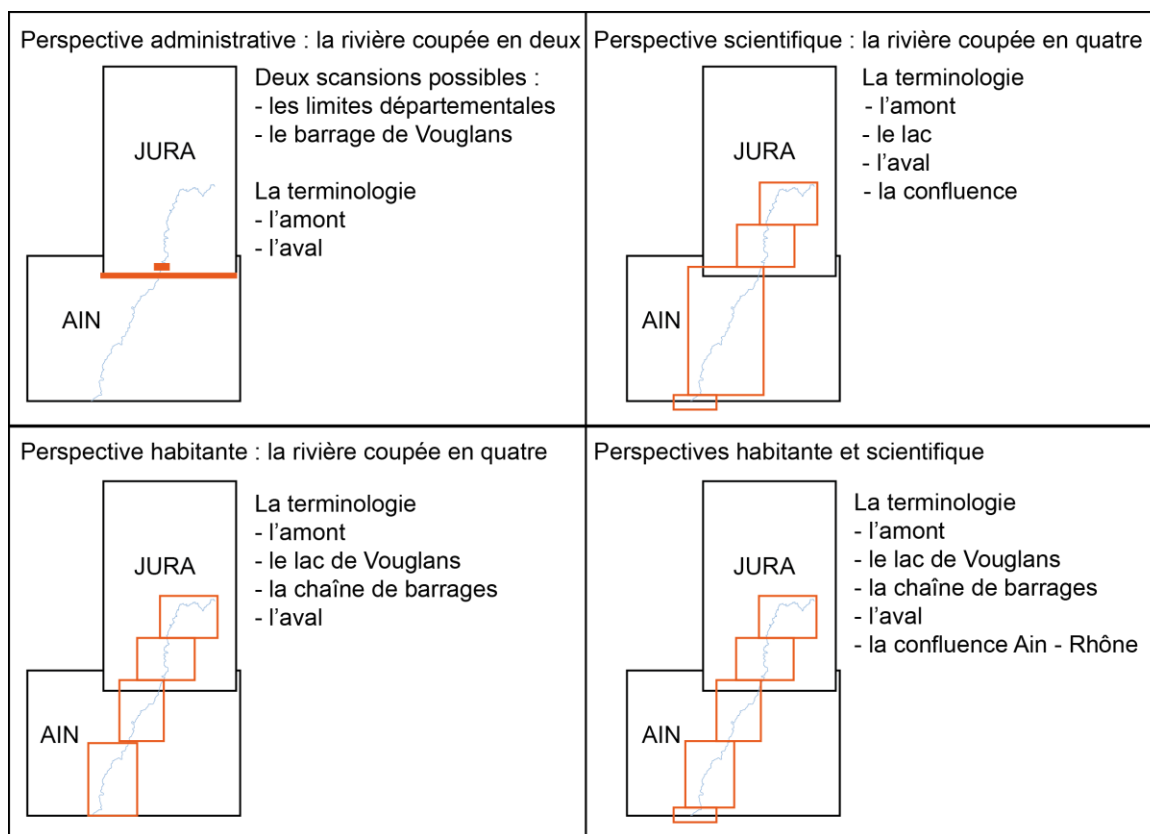 Perspective administrative : la rivière coupée en deux
Deux scansions possibles :
- les limites départementales
- le barrage de Vouglans
JURA
La terminologie
- l'amont
- l'aval
AIN
Perspective scientifique : la rivière coupée en quatre
La terminologie
- l'amont
- le lac
- l'aval
- la confluence
JURA
AIN
Perspective habitante : la rivière coupée en quatre
La terminologie
- l'amont
- le lac de Vouglans
- la chaîne de barrages
- l'aval
JURA
AIN
Perspectives habitante et scientifique
La terminologie
- l'amont
- le lac de Vouglans
- la chaîne de barrages
- l'aval
- la confluence Ain - Rhône
JURA
AIN